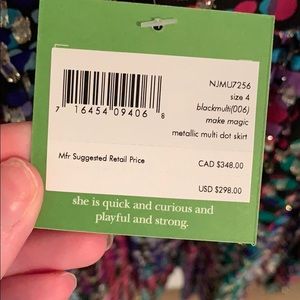 NJMU7256
size 4
blackmulti(006)
make magic
metallic multi dot skirt
7 16454 09406 8
Mfr Suggested Retail Price
CAD $348.00
USD $298.00
she is quick and curious and
playful and strong.